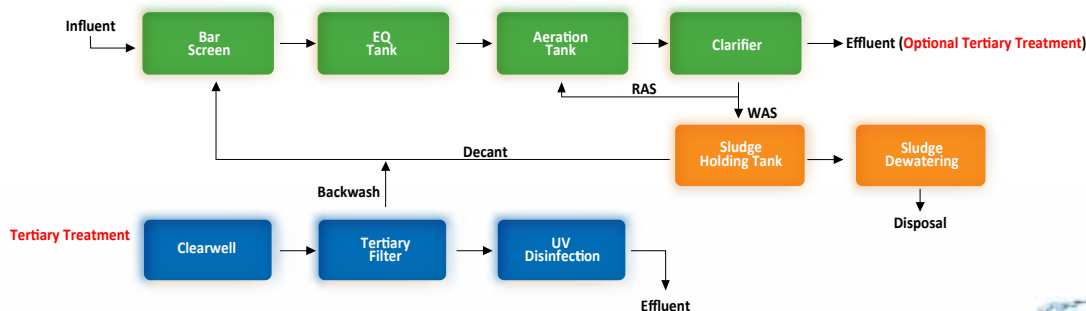 Influent
Bar
Screen
EQ
Tank
Aeration
Tank
Clarifier
Effluent (Optional Tertiary Treatment)
RAS
WAS
Decant
Sludge
Holding Tank
Sludge
Dewatering
Backwash
Disposal
Tertiary Treatment
Clearwell
Tertiary
Filter
UV
Disinfection
Effluent